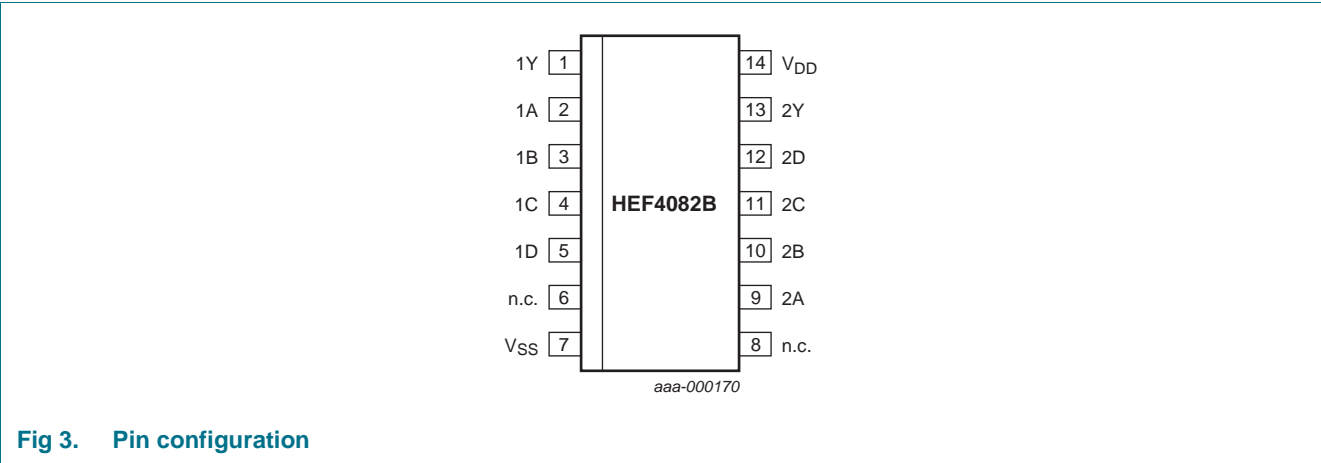 1Y 1 14 VDD
1A 2 13 2Y
1B 3 12 2D
1C 4 HEF4082B 11 2C
1D 5 10 2B
n.c. 6 9 2A
VSS 7 8 n.c.
aaa-000170
Fig 3. Pin configuration